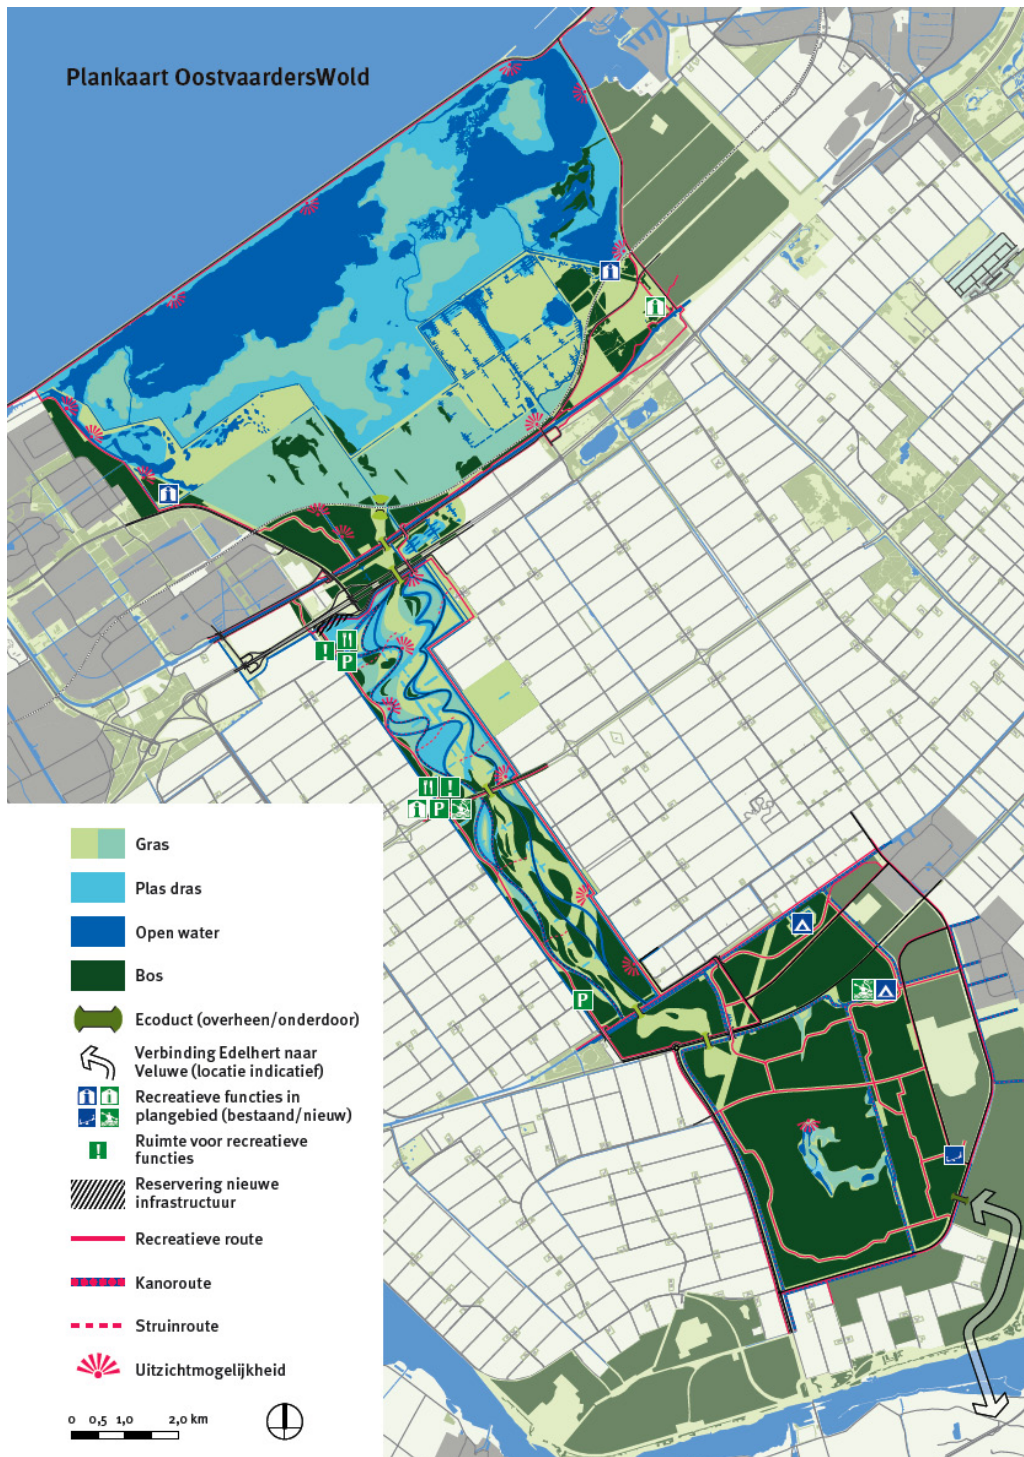 Plankaart OostvaardersWold
P
P
P
Gras
Plas dras
Open water
Bos
Ecoduct (overheen/onderdoor)
Verbinding Edelhert naar
Veluwe (locatie indicatief)
Recreatieve functies in
plangebied (bestaand/nieuw)
Ruimte voor recreatieve
functies
Reservering nieuwe
infrastructuur
Recreatieve route
Kanoroute
Struinroute
Uitzichtmogelijkheid
0 0,5 1,0 2,0 km